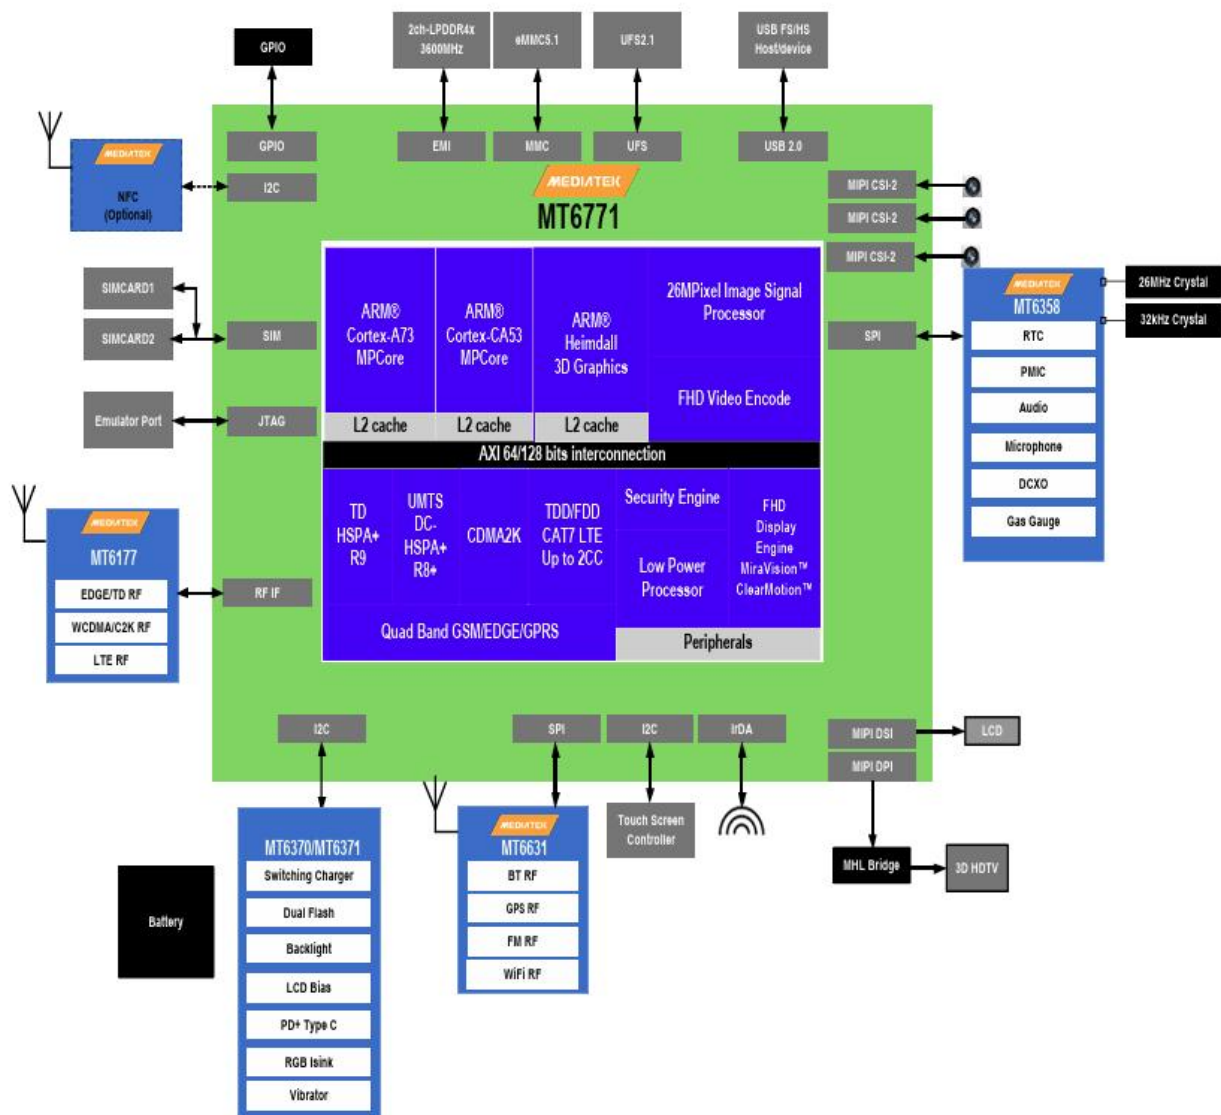 GPIO
2ch-LPDDR4x
3600MHz
eMMC5.1
UFS2.1
USB FS/HS
Host/device
GPIO
EMI
MMC
UFS
USB 2.0
MEDIATEK
NFC
(Optional)
I2C
MEDIATEK
MT6771
MIPI CSI-2
MIPI CSI-2
MIPI CSI-2
SIMCARD1
SIMCARD2
SIM
Emulator Port
JTAG
ARM®
Cortex-A73
MPCore
L2 cache
ARM®
Cortex-CA53
MPCore
L2 cache
ARM®
Heimdall
3D Graphics
L2 cache
26MPixel Image Signal
Processor
FHD Video Encode
AXI 64/128 bits interconnection
TD
HSPA+
R9
UMTS
DC-
HSPA+
R8+
CDMA2K
TDD/FDD
CAT7 LTE
Up to 2CC
Security Engine
Low Power
Processor
FHD
Display
Engine
MiraVision™
ClearMotion™
Quad Band GSM/EDGE/GPRS
Peripherals
SPI
MEDIATEK
MT6358
RTC
PMIC
Audio
Microphone
DCXO
Gas Gauge
26MHz Crystal
32kHz Crystal
MEDIATEK
MT6177
EDGE/TD RF
WCDMA/C2K RF
LTE RF
RF IF
I2C
SPI
I2C
IrDA
MIPI DSI
MIPI DPI
LCD
MEDIATEK
MT6370/MT6371
Switching Charger
Dual Flash
Backlight
LCD Bias
PD+ Type C
RGB Isink
Vibrator
Battery
MEDIATEK
MT6631
BT RF
GPS RF
FM RF
WiFi RF
Touch Screen
Controller
MHL Bridge
3D HDTV